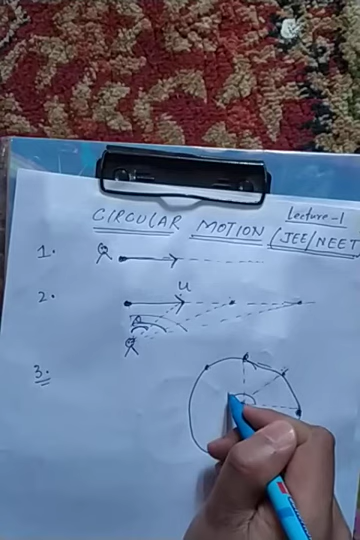 Lecture-1
CIRCULAR MOTION (JEE/NEET
1.
2.
u
3.